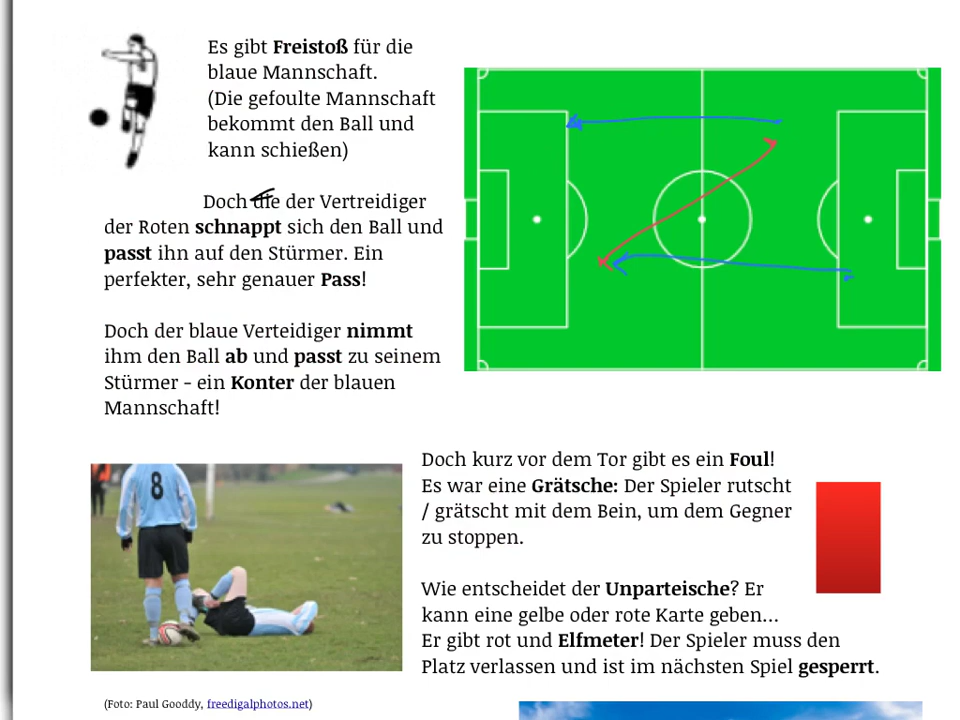 Es gibt Freistoß für die
blaue Mannschaft.
(Die gefoulte Mannschaft
bekommt den Ball und
kann schießen)
Doch die der Vertreidiger
der Roten schnappt sich den Ball und
passt ihn auf den Stürmer. Ein
perfekter, sehr genauer Pass!
Doch der blaue Verteidiger nimmt
ihm den Ball ab und passt zu seinem
Stürmer - ein Konter der blauen
Mannschaft!
Doch kurz vor dem Tor gibt es ein Foul!
Es war eine Grätsche: Der Spieler rutscht
/ grätscht mit dem Bein, um dem Gegner
zu stoppen.
Wie entscheidet der Unparteische? Er
kann eine gelbe oder rote Karte geben...
Er gibt rot und Elfmeter! Der Spieler muss den
Platz verlassen und ist im nächsten Spiel gesperrt.
8
(Foto: Paul Gooddy, freedigalphotos.net)